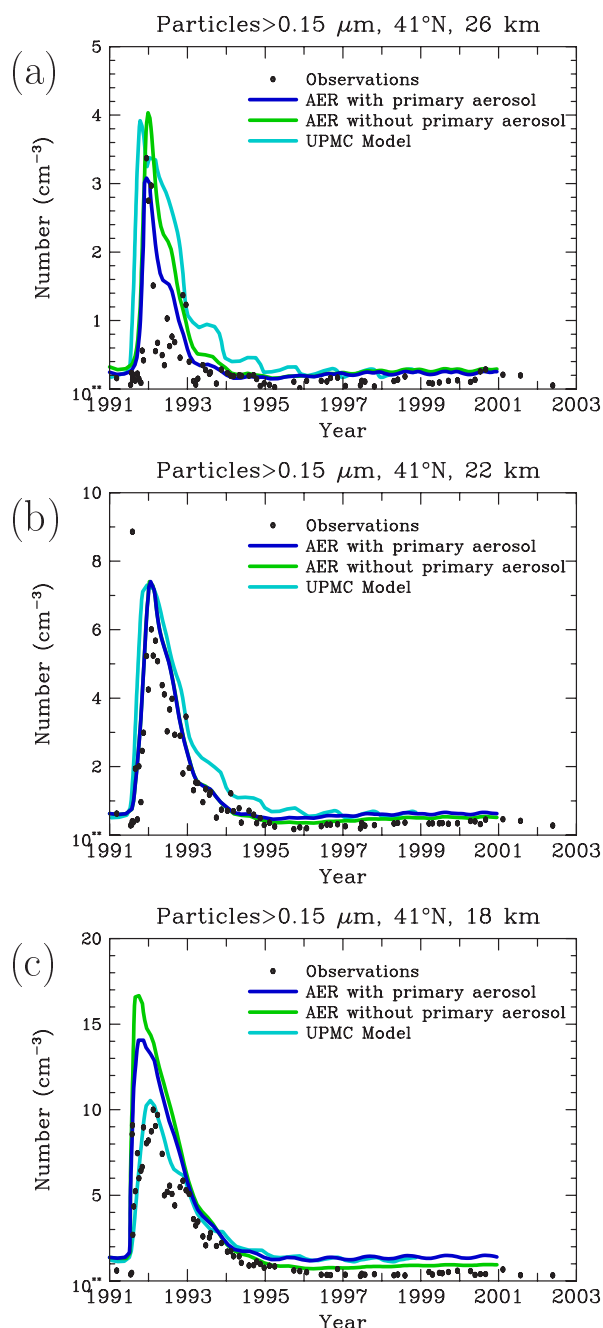 Particles>0.15 μm, 41°N, 26 km
(a)
5
4
3
2
1
Number (cm⁻³)
Observations
AER with primary aerosol
AER without primary aerosol
UPMC Model
1991 1993 1995 1997 1999 2001 2003
Year
Particles>0.15 μm, 41°N, 22 km
(b)
10
8
6
4
2
Number (cm⁻³)
Observations
AER with primary aerosol
AER without primary aerosol
UPMC Model
1991 1993 1995 1997 1999 2001 2003
Year
Particles>0.15 μm, 41°N, 18 km
(c)
20
15
10
5
Number (cm⁻³)
Observations
AER with primary aerosol
AER without primary aerosol
UPMC Model
1991 1993 1995 1997 1999 2001 2003
Year